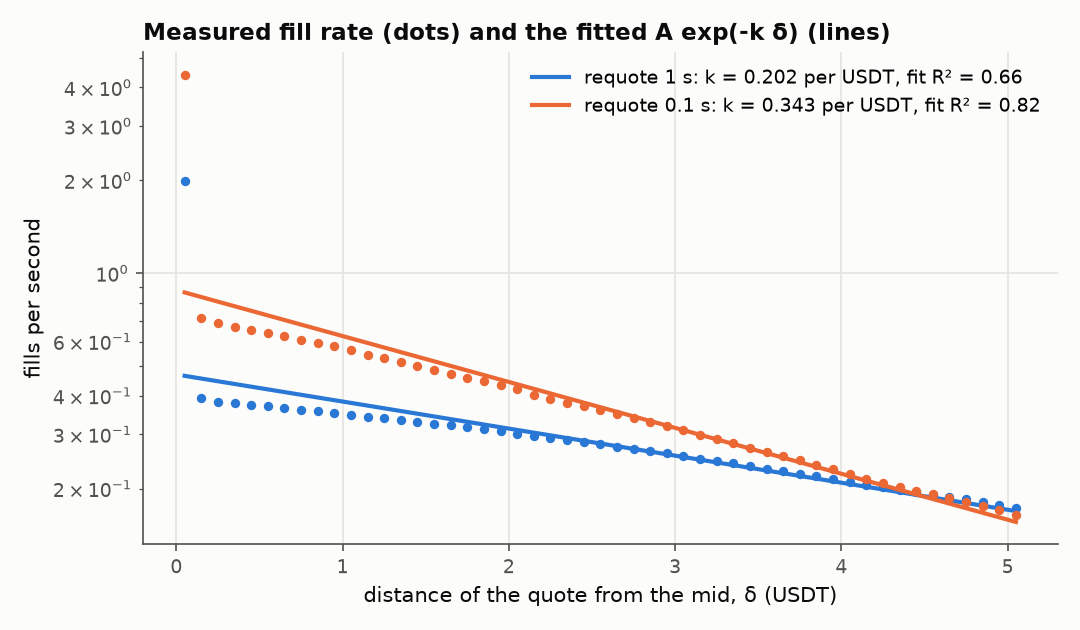 Measured fill rate (dots) and the fitted A exp(-k δ) (lines)
requote 1 s: k = 0.202 per USDT, fit R² = 0.66
requote 0.1 s: k = 0.343 per USDT, fit R² = 0.82
4 × 10⁰
3 × 10⁰
2 × 10⁰
10⁰
6 × 10⁻¹
4 × 10⁻¹
3 × 10⁻¹
2 × 10⁻¹
fills per second
0 1 2 3 4 5
distance of the quote from the mid, δ (USDT)